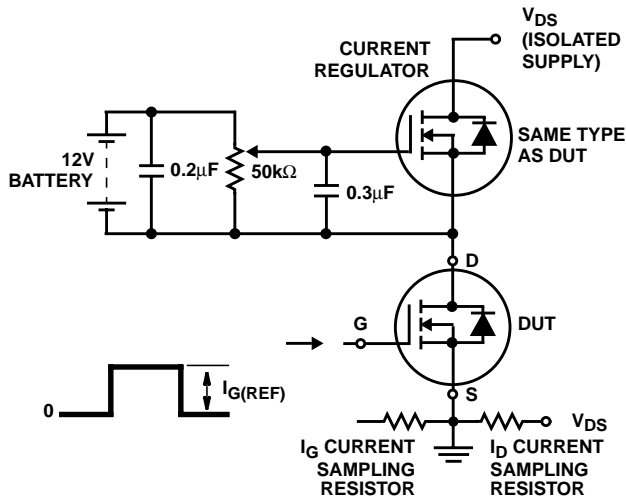 V_DS
(ISOLATED
SUPPLY)
CURRENT
REGULATOR
SAME TYPE
AS DUT
12V
BATTERY
0.2μF
50kΩ
0.3μF
D
G
DUT
S
0
I_G(REF)
V_DS
I_G CURRENT
SAMPLING
RESISTOR
I_D CURRENT
SAMPLING
RESISTOR